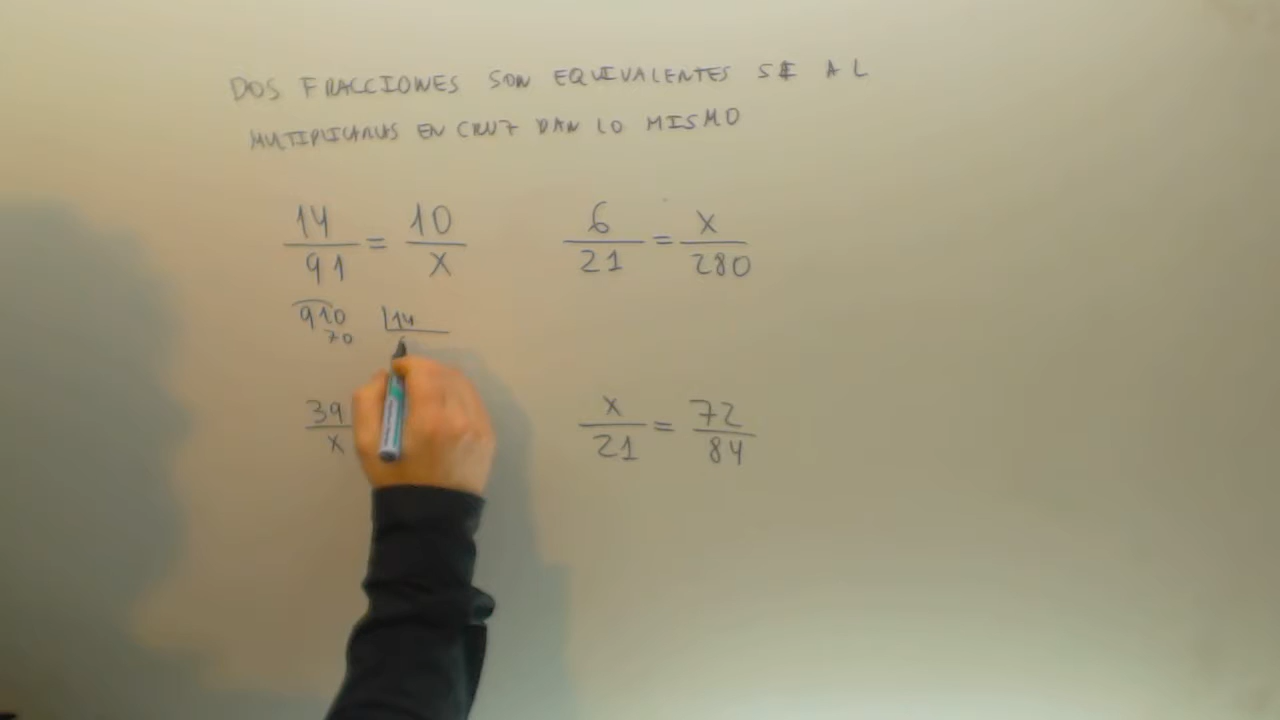 DOS FRACCIONES SON EQUIVALENTES SI AL
MULTIPLICARLAS EN CRUZ DAN LO MISMO
14/91 = 10/X
6/21 = X/280
910 |14
70 6
39/X
X/21 = 72/84